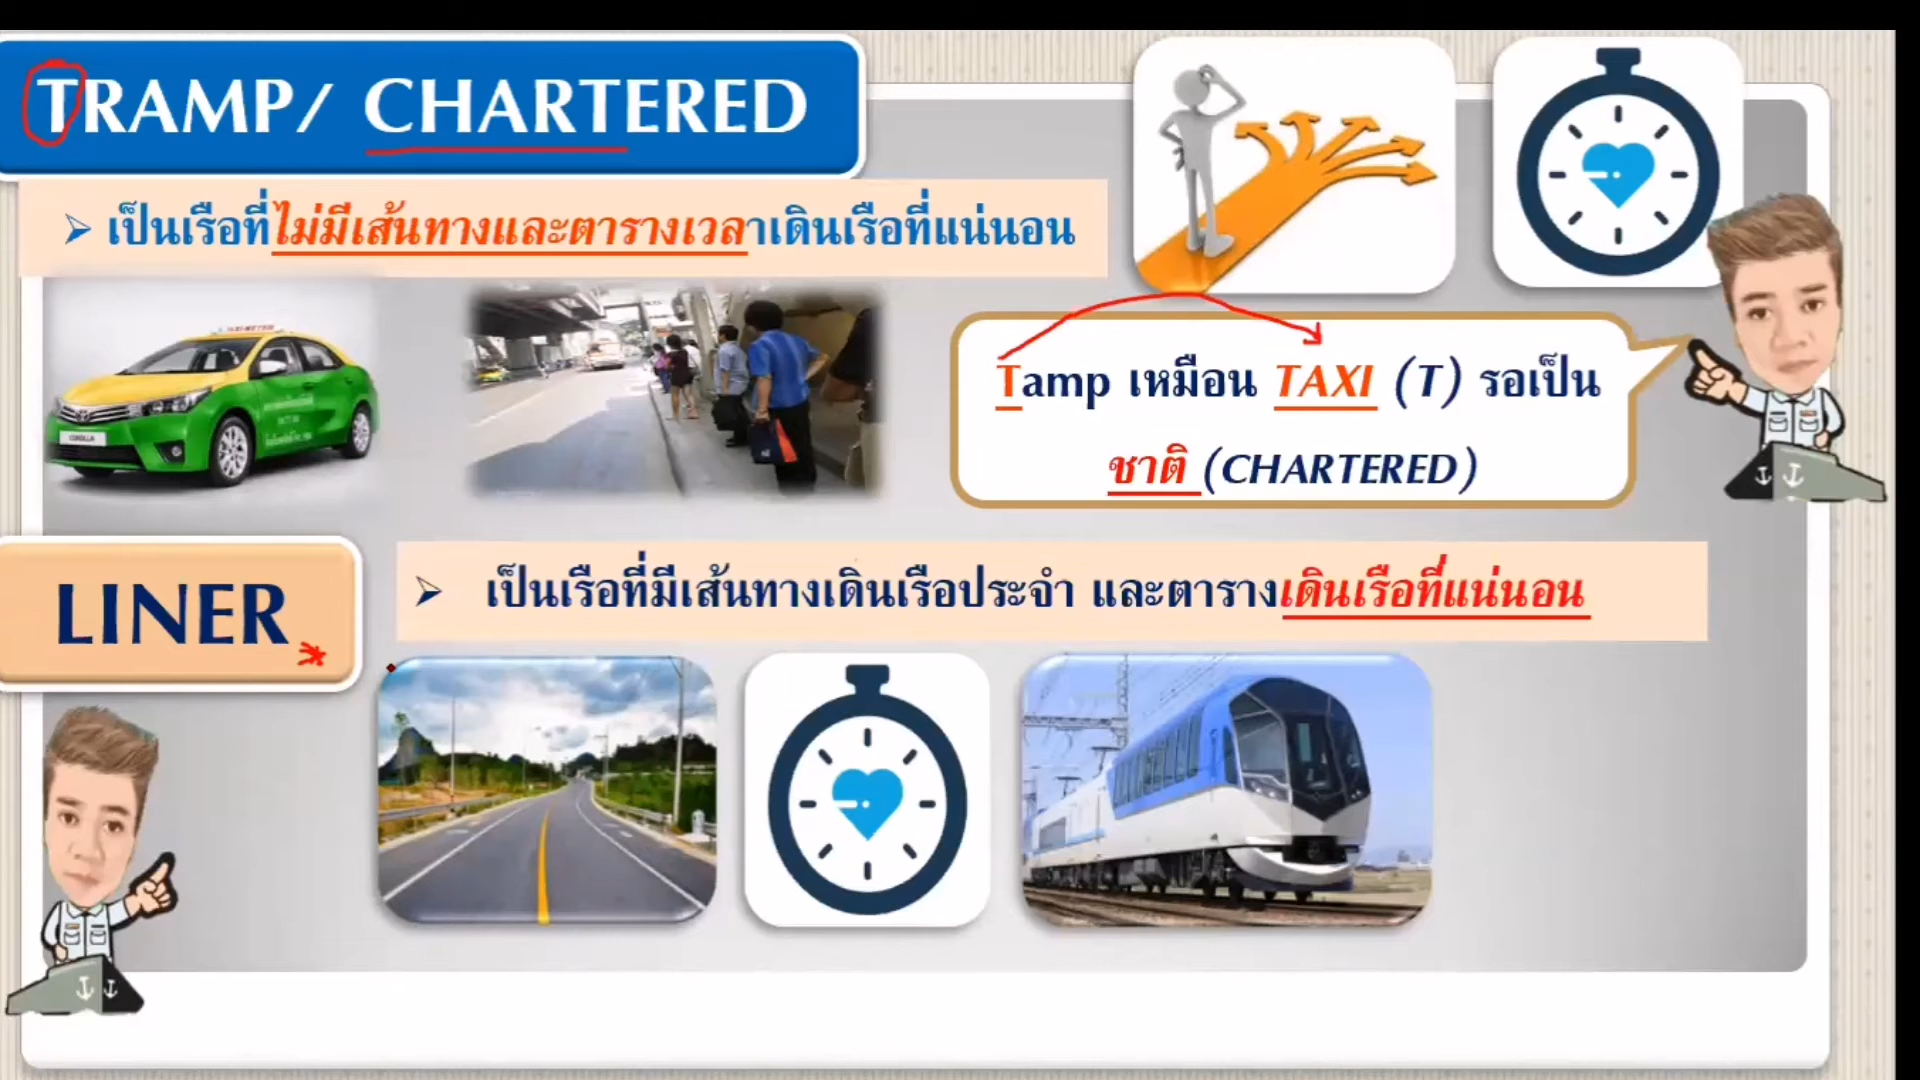 TRAMP/ CHARTERED
➢ เป็นเรือที่ไม่มีเส้นทางและตารางเวลาเดินเรือที่แน่นอน
TAXI-METER
COROLLA
Tamp เหมือน TAXI (T) รอเป็น
ชาติ (CHARTERED)
LINER
➢ เป็นเรือที่มีเส้นทางเดินเรือประจำ และตารางเดินเรือที่แน่นอน